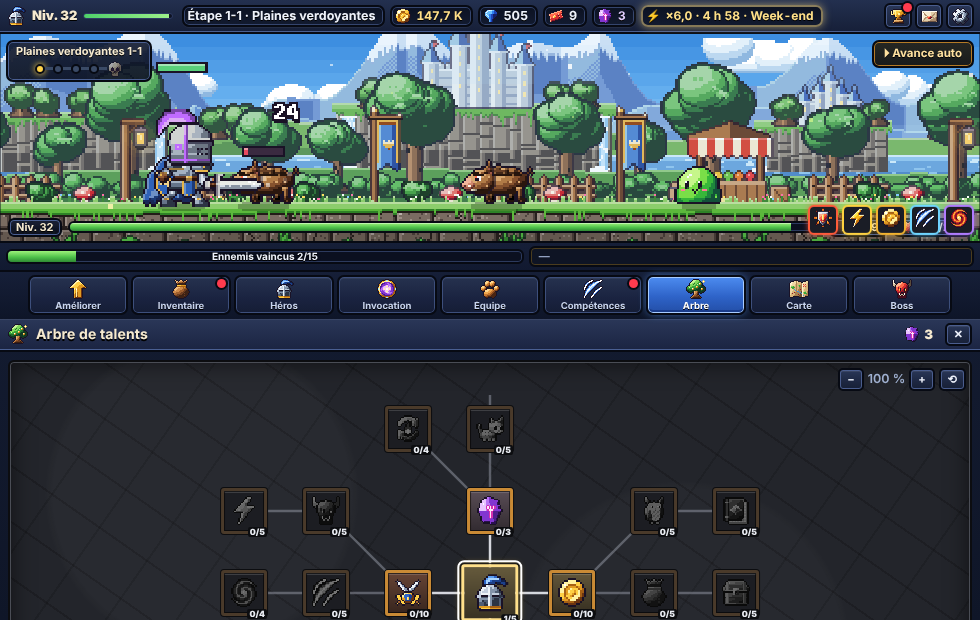 Niv. 32
Étape 1-1 · Plaines verdoyantes
147,7 K
505
9
3
×6,0 · 4 h 58 · Week-end
Plaines verdoyantes 1-1
Avance auto
24
Niv. 32
Ennemis vaincus 2/15
—
Améliorer
Inventaire
Héros
Invocation
Équipe
Compétences
Arbre
Carte
Boss
Arbre de talents
3
×
− 100 % +
0/4
0/5
0/5
0/5
0/3
0/5
0/5
0/4
0/5
0/10
1/5
0/10
0/5
0/5